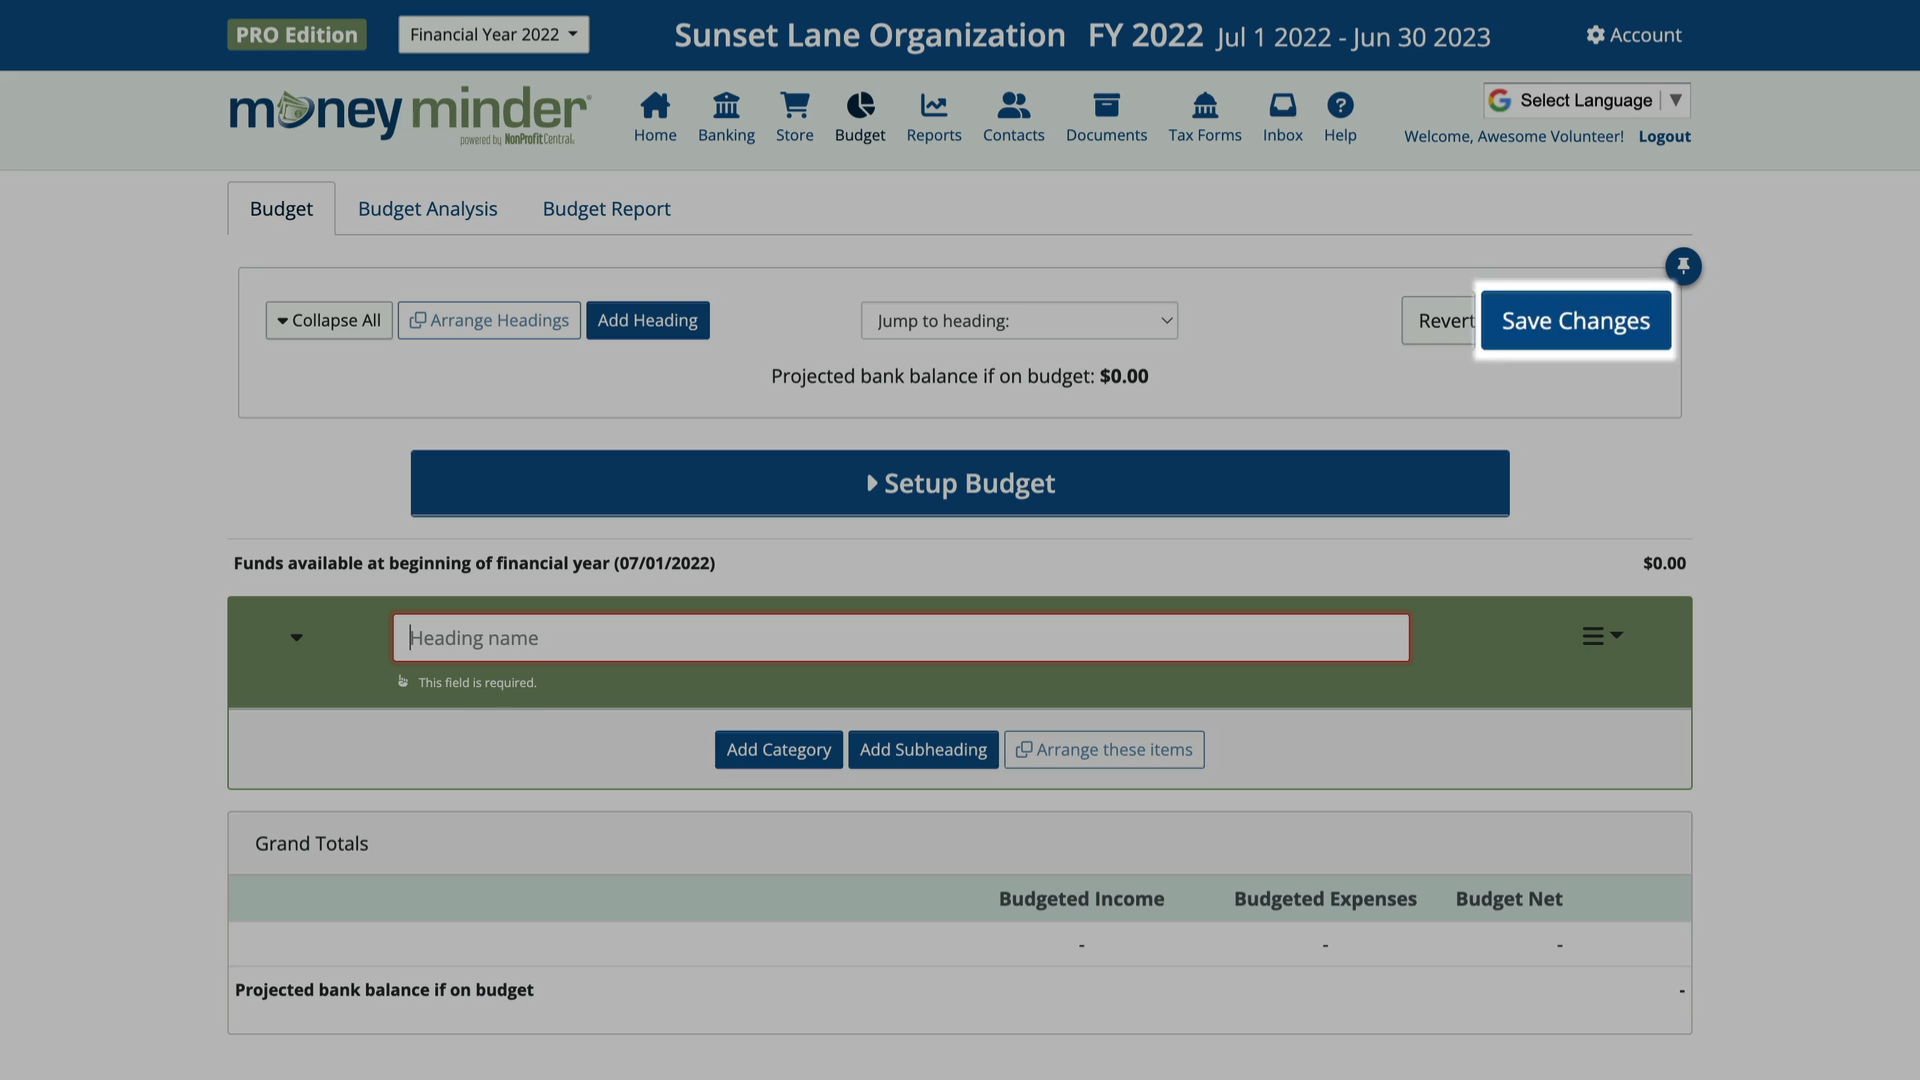 PRO Edition
Financial Year 2022
Sunset Lane Organization FY 2022 Jul 1 2022 - Jun 30 2023
Account
money minder®
powered by NonProfitCentral.
Home
Banking
Store
Budget
Reports
Contacts
Documents
Tax Forms
Inbox
Help
Select Language
Welcome, Awesome Volunteer! Logout
Budget
Budget Analysis
Budget Report
Collapse All
Arrange Headings
Add Heading
Jump to heading:
Revert
Save Changes
Projected bank balance if on budget: $0.00
Setup Budget
Funds available at beginning of financial year (07/01/2022) $0.00
Heading name
This field is required.
Add Category
Add Subheading
Arrange these items
Grand Totals
Budgeted Income Budgeted Expenses Budget Net
- - -
Projected bank balance if on budget -